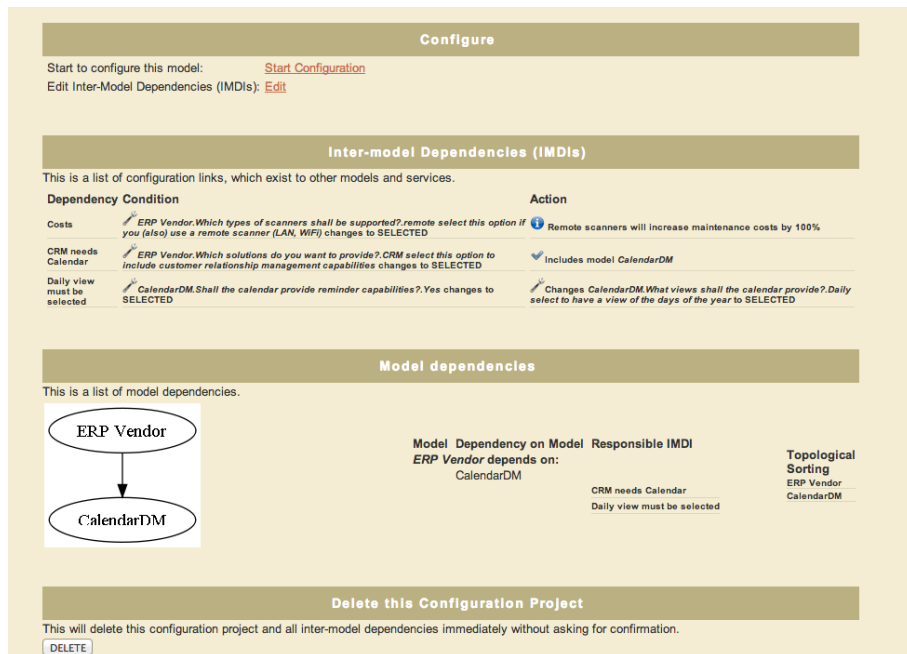 Configure
Start to configure this model: Start Configuration
Edit Inter-Model Dependencies (IMDIs): Edit
Inter-model Dependencies (IMDIs)
This is a list of configuration links, which exist to other models and services.
Dependency Condition Action
Costs
ERP Vendor.Which types of scanners shall be supported?.remote select this option if
you (also) use a remote scanner (LAN, WiFi) changes to SELECTED
Remote scanners will increase maintenance costs by 100%
CRM needs
Calendar
ERP Vendor.Which solutions do you want to provide?.CRM select this option to
include customer relationship management capabilities changes to SELECTED
Includes model CalendarDM
Daily view
must be
selected
CalendarDM.Shall the calendar provide reminder capabilities?.Yes changes to
SELECTED
Changes CalendarDM.What views shall the calendar provide?.Daily
select to have a view of the days of the year to SELECTED
Model dependencies
This is a list of model dependencies.
ERP Vendor
CalendarDM
Model Dependency on Model Responsible IMDI
ERP Vendor depends on:
CalendarDM
CRM needs Calendar
Daily view must be selected
Topological
Sorting
ERP Vendor
CalendarDM
Delete this Configuration Project
This will delete this configuration project and all inter-model dependencies immediately without asking for confirmation.
DELETE